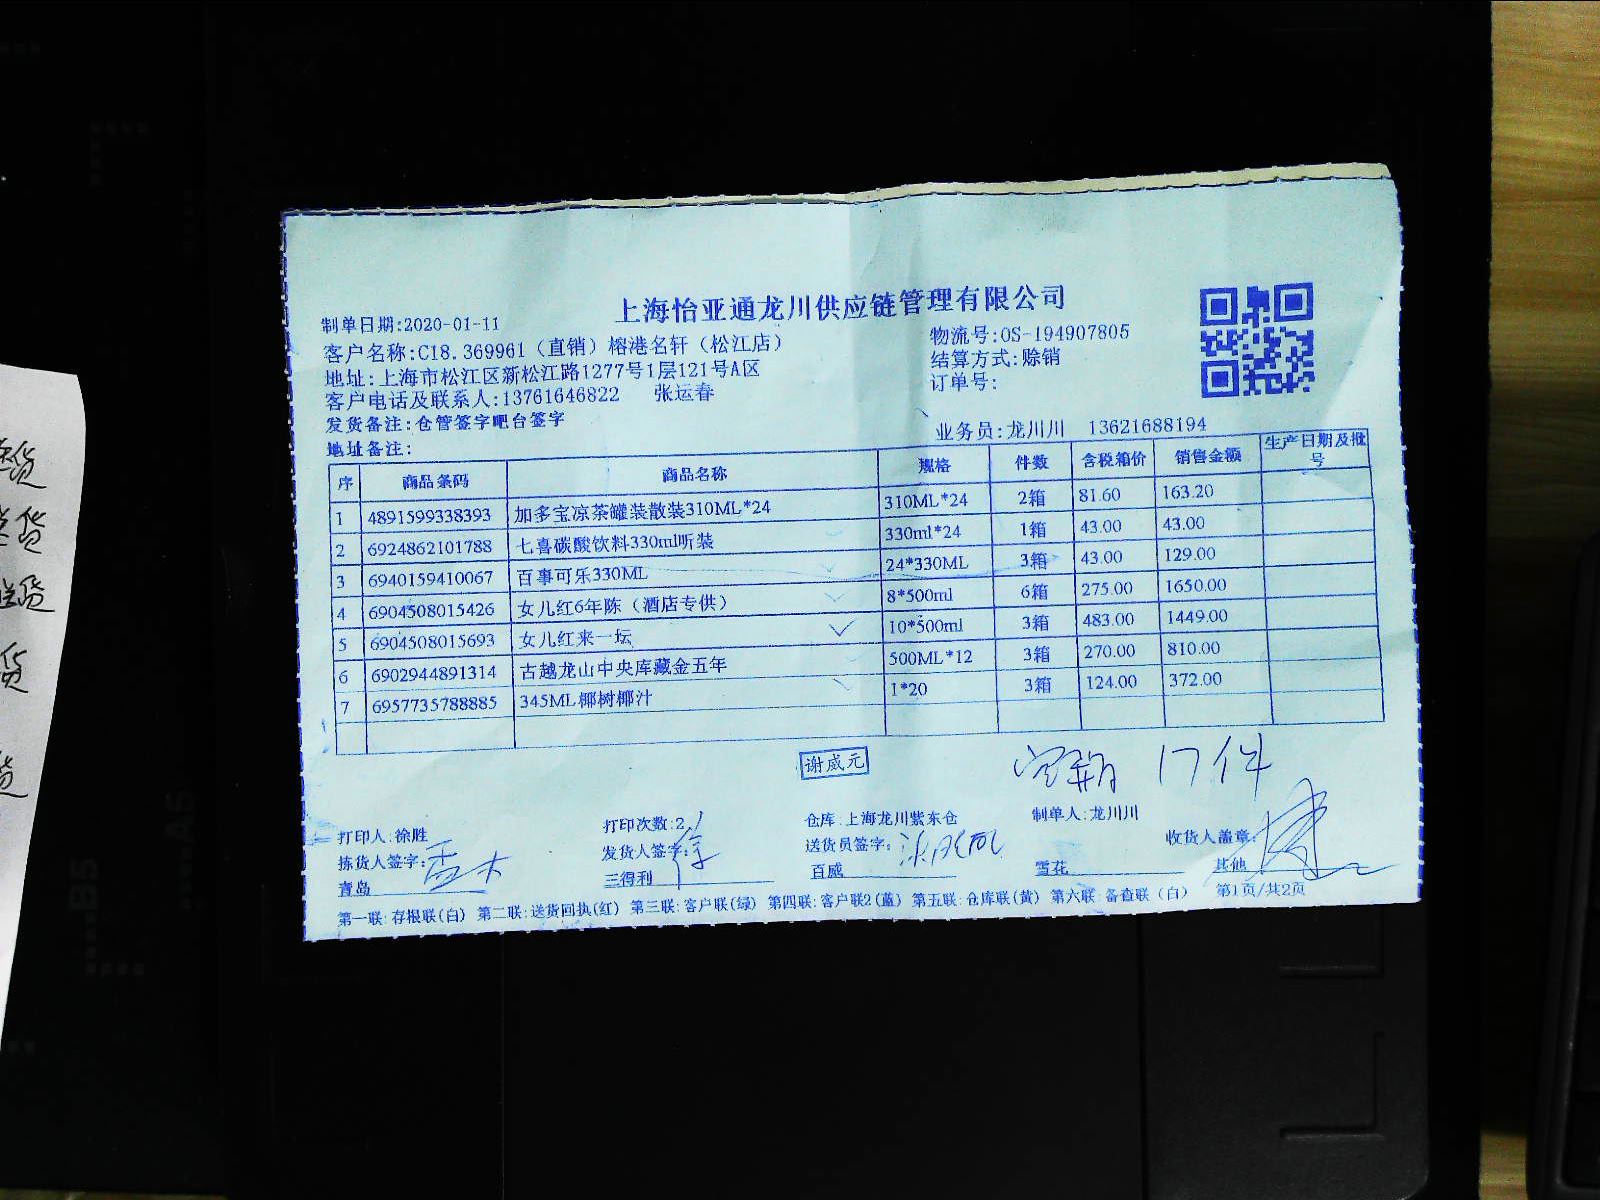 上海怡亚通龙川供应链管理有限公司
制单日期:2020-01-11
物流号:OS-194907805
客户名称:C18.369961（直销）榕港名轩（松江店）
结算方式:赊销
地址:上海市松江区新松江路1277号1层121号A区
订单号:
客户电话及联系人:13761646822 张运春
发货备注:仓管签字吧台签字
业务员:龙川川 13621688194
地址备注:
序 商品条码 商品名称 规格 件数 含税箱价 销售金额 生产日期及批号
1 4891599338393 加多宝凉茶罐装散装310ML*24 310ML*24 2箱 81.60 163.20
2 6924862101788 七喜碳酸饮料330ml听装 330ml*24 1箱 43.00 43.00
3 6940159410067 百事可乐330ML 24*330ML 3箱 43.00 129.00
4 6904508015426 女儿红6年陈（酒店专供） 8*500ml 6箱 275.00 1650.00
5 6904508015693 女儿红来一坛 10*500ml 3箱 483.00 1449.00
6 6902944891314 古越龙山中央库藏金五年 500ML*12 3箱 270.00 810.00
7 6957735788885 345ML椰树椰汁 1*20 3箱 124.00 372.00
谢威元
17件
打印人:徐胜 打印次数:2 仓库:上海龙川紫东仓 制单人:龙川川
拣货人签字: 发货人签字: 送货员签字: 收货人盖章:
青岛 三得利 百威 雪花 其他
第一联:存根联(白) 第二联:送货回执(红) 第三联:客户联(绿) 第四联:客户联2(蓝) 第五联:仓库联(黄) 第六联:备查联（白） 第1页/共2页
B5
A5